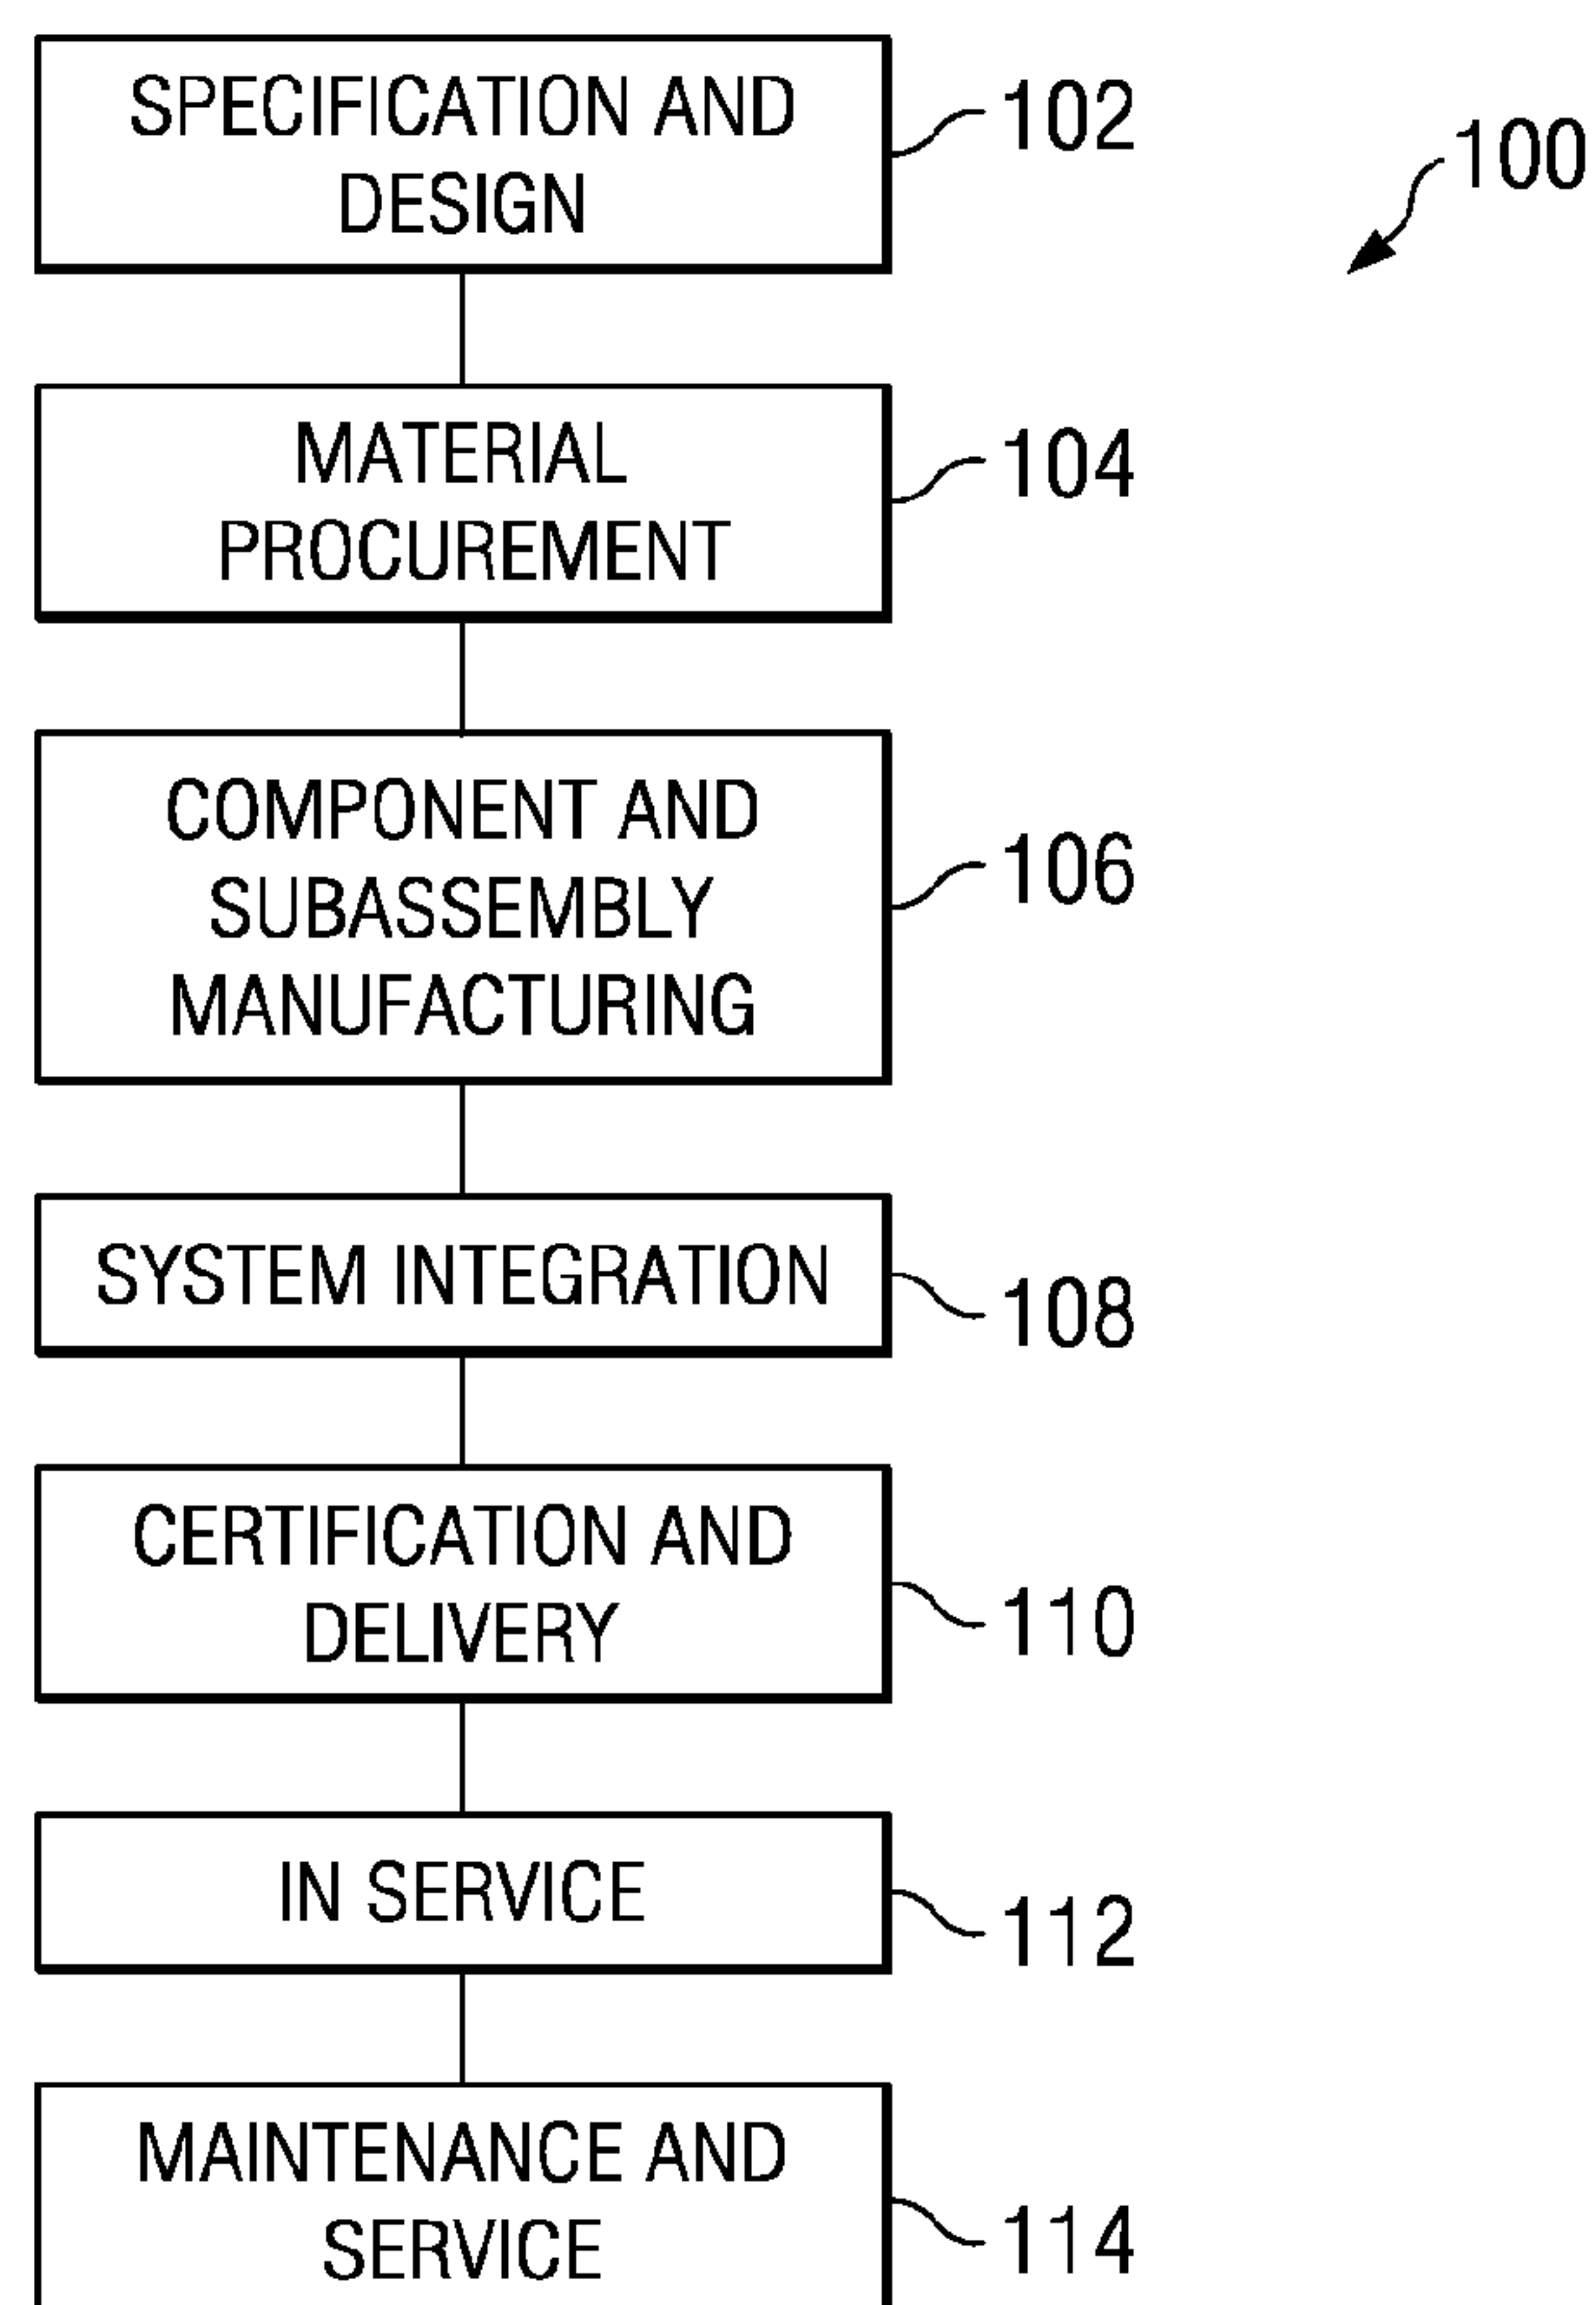 SPECIFICATION AND
DESIGN
102
100
MATERIAL
PROCUREMENT
104
COMPONENT AND
SUBASSEMBLY
MANUFACTURING
106
SYSTEM INTEGRATION
108
CERTIFICATION AND
DELIVERY
110
IN SERVICE
112
MAINTENANCE AND
SERVICE
114